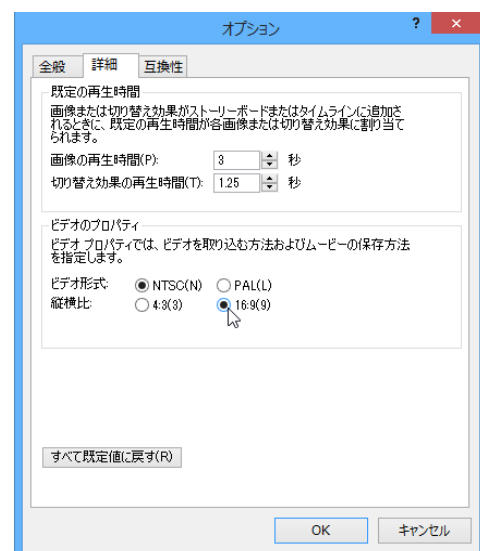 オプション
? ×
全般 詳細 互換性
既定の再生時間
画像または切り替え効果がストーリーボードまたはタイムラインに追加さ
れるときに、既定の再生時間が各画像または切り替え効果に割り当て
られます。
画像の再生時間(P): 3 秒
切り替え効果の再生時間(T): 1.25 秒
ビデオのプロパティ
ビデオ プロパティでは、ビデオを取り込む方法およびムービーの保存方法
を指定します。
ビデオ形式: NTSC(N) PAL(L)
縦横比: 4:3(3) 16:9(9)
すべて既定値に戻す(R)
OK キャンセル